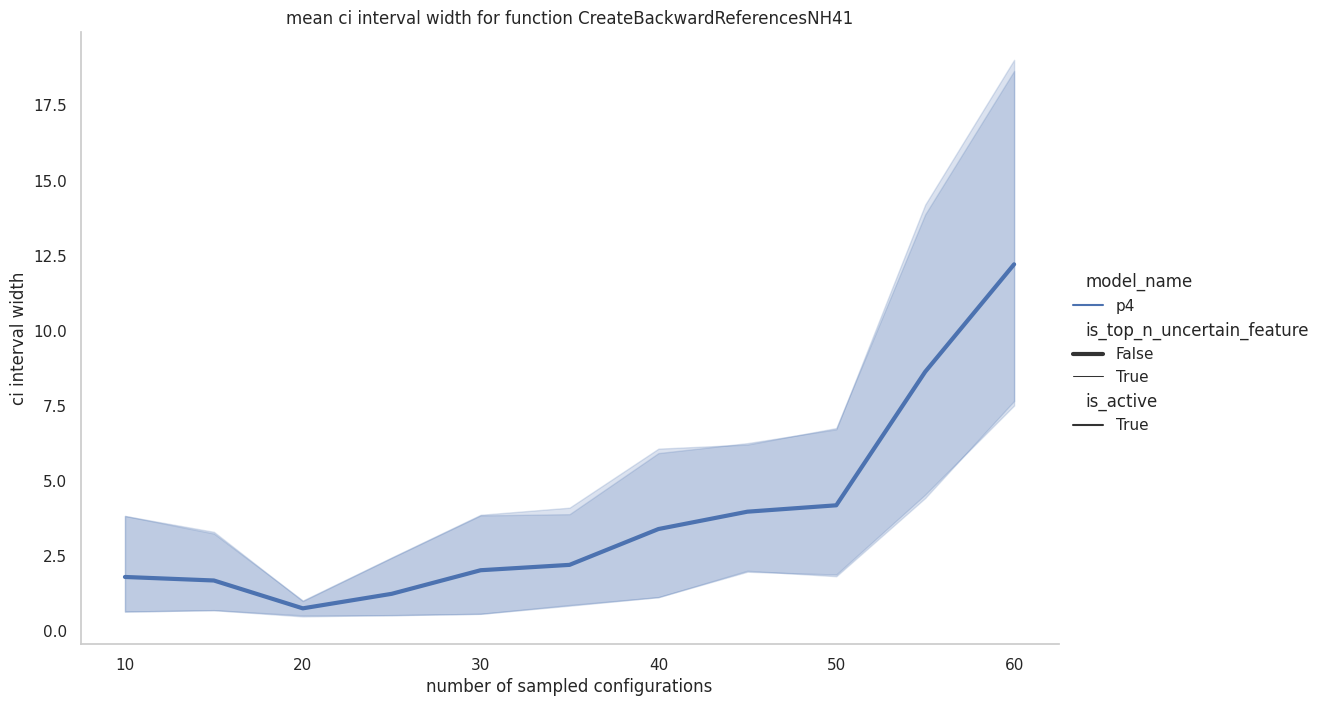 mean ci interval width for function CreateBackwardReferencesNH41
17.5
15.0
12.5
10.0
7.5
5.0
2.5
0.0
ci interval width
10
20
30
40
50
60
number of sampled configurations
model_name
p4
is_top_n_uncertain_feature
False
True
is_active
True